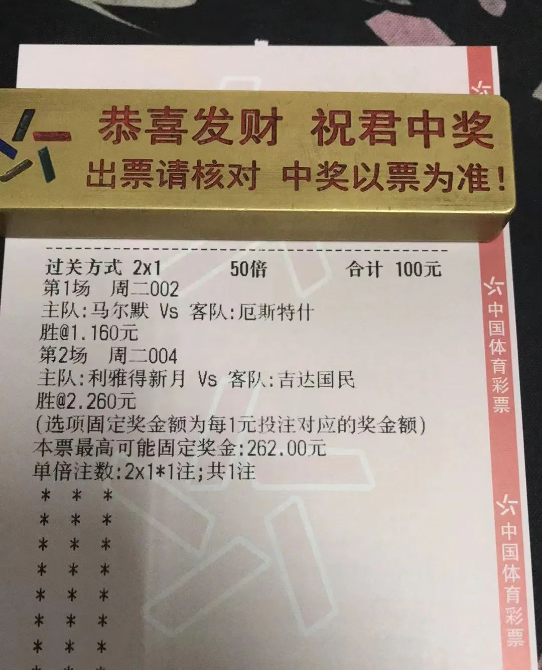 恭喜发财 祝君中奖
出票请核对 中奖以票为准!
过关方式 2x1 50倍 合计 100元
第1场 周二002
主队:马尔默 Vs 客队:厄斯特什
胜@1.160元
第2场 周二004
主队:利雅得新月 Vs 客队:吉达国民
胜@2.260元
(选项固定奖金额为每1元投注对应的奖金额)
本票最高可能固定奖金:262.00元
单倍注数:2x1*1注;共1注
* * *
* * *
* * *
* * *
* * *
* * *
* * *
* * *
中国体育彩票
中国体育彩票